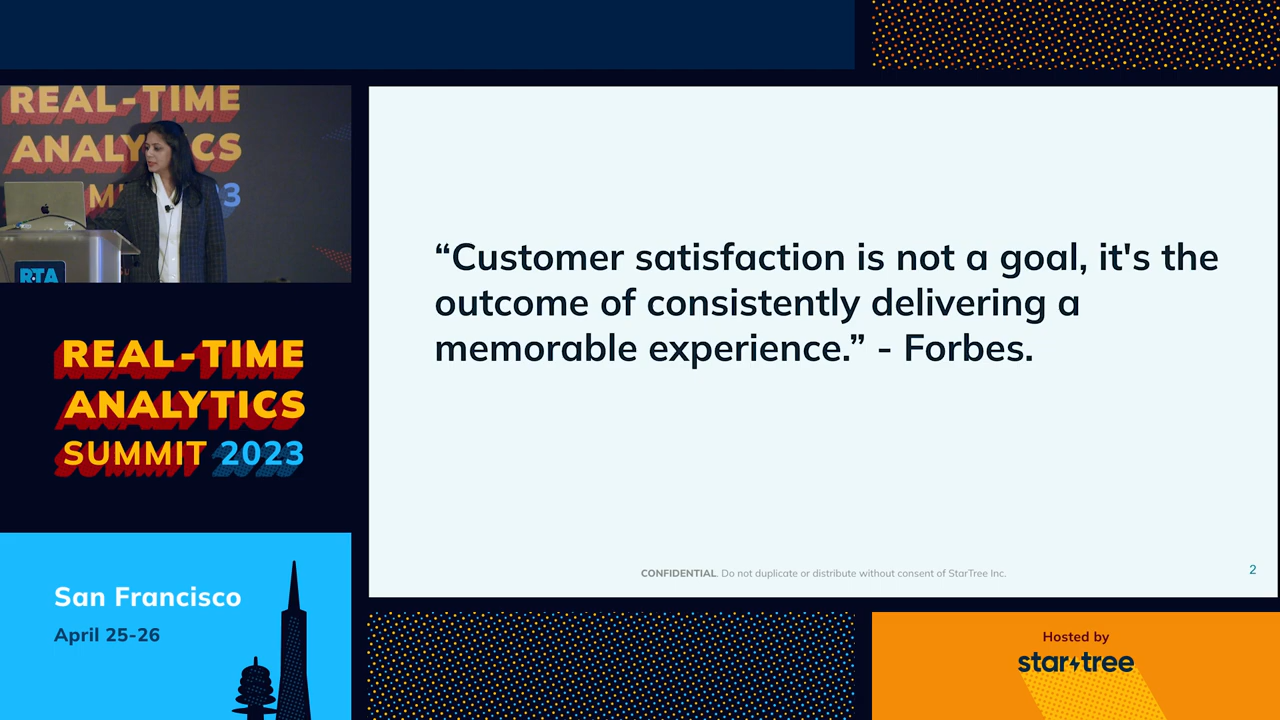 REAL-TIME
ANALYTICS
SUMMIT 2023
RTA
REAL-TIME
ANALYTICS
SUMMIT 2023
San Francisco
April 25-26
“Customer satisfaction is not a goal, it's the
outcome of consistently delivering a
memorable experience.” - Forbes.
CONFIDENTIAL. Do not duplicate or distribute without consent of StarTree Inc.
2
Hosted by
startree